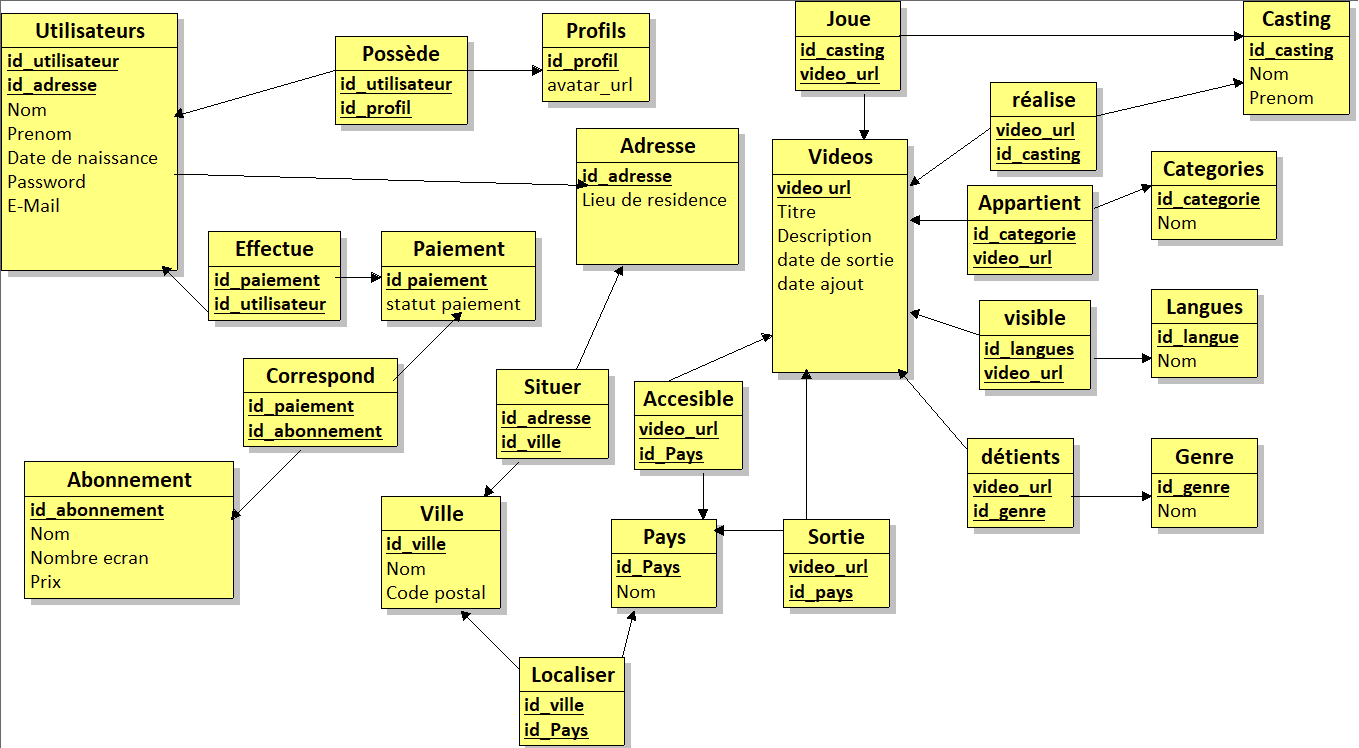 Utilisateurs
id_utilisateur
id_adresse
Nom
Prenom
Date de naissance
Password
E-Mail
Possède
id_utilisateur
id_profil
Profils
id_profil
avatar_url
Joue
id_casting
video_url
Casting
id_casting
Nom
Prenom
réalise
video_url
id_casting
Adresse
id_adresse
Lieu de residence
Videos
video url
Titre
Description
date de sortie
date ajout
Appartient
id_categorie
video_url
Categories
id_categorie
Nom
Effectue
id_paiement
id_utilisateur
Paiement
id paiement
statut paiement
visible
id_langues
video_url
Langues
id_langue
Nom
Correspond
id_paiement
id_abonnement
Situer
id_adresse
id_ville
Accesible
video_url
id_Pays
détients
video_url
id_genre
Genre
id_genre
Nom
Abonnement
id_abonnement
Nom
Nombre ecran
Prix
Ville
id_ville
Nom
Code postal
Pays
id_Pays
Nom
Sortie
video_url
id_pays
Localiser
id_ville
id_Pays